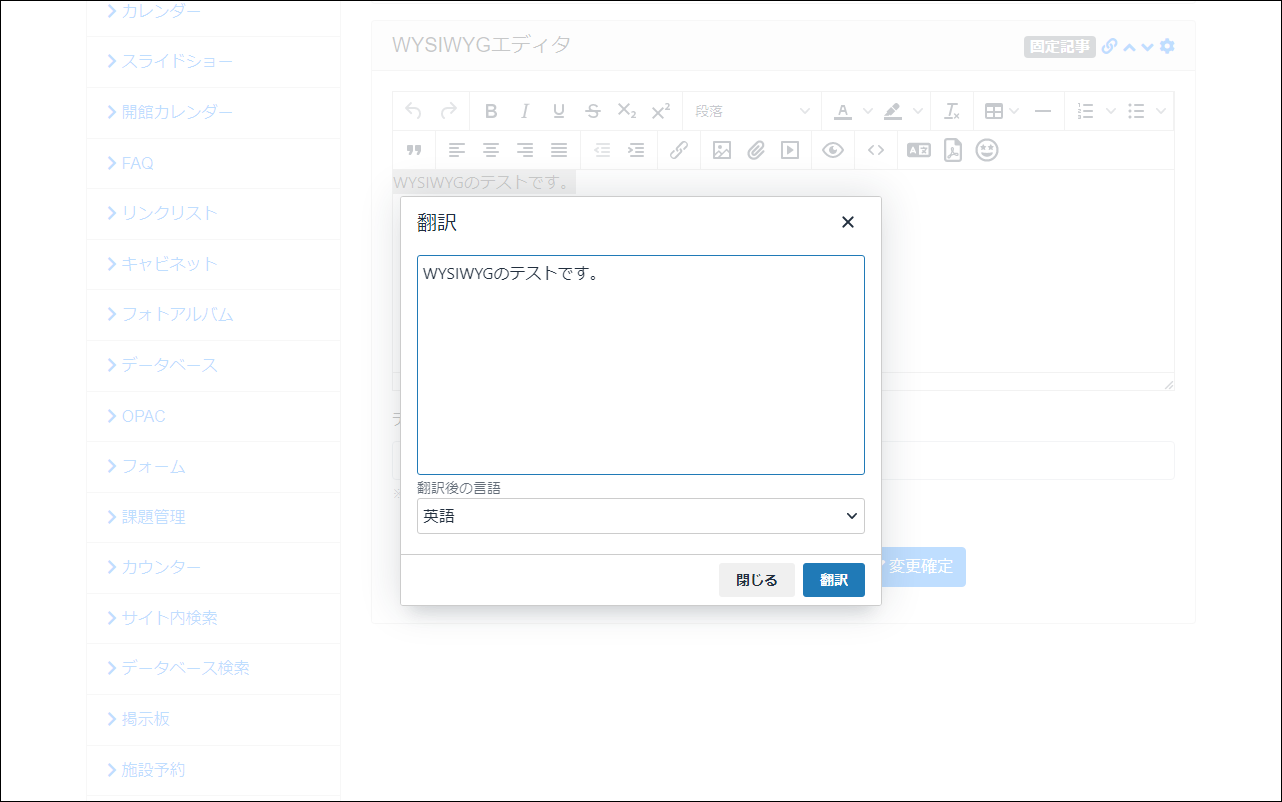 カレンダー
スライドショー
開館カレンダー
FAQ
リンクリスト
キャビネット
フォトアルバム
データベース
OPAC
フォーム
課題管理
カウンター
サイト内検索
データベース検索
掲示板
施設予約
WYSIWYGエディタ
固定記事
段落
WYSIWYGのテストです。
翻訳
WYSIWYGのテストです。
翻訳後の言語
英語
閉じる
翻訳
変更確定